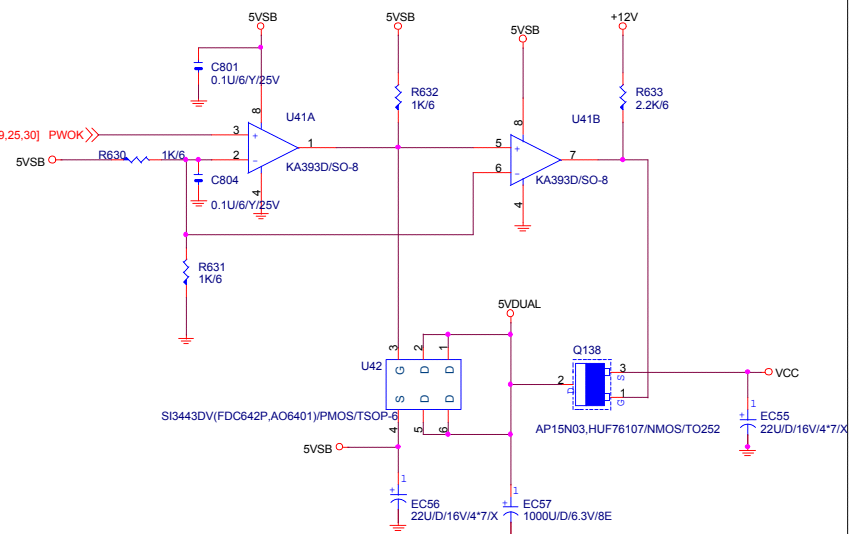 5VSB
5VSB
5VSB
+12V
C801
0.1U/6/Y/25V
R632
1K/6
R633
2.2K/6
8
U41A
8
U41B
9,25,30] PWOK
3
+
1
5
+
7
5VSB
R630
1K/6
2
-
6
-
KA393D/SO-8
KA393D/SO-8
C804
0.1U/6/Y/25V
4
4
R631
1K/6
5VDUAL
3
2
1
Q138
U42
G
D
D
2
D
3
S
VCC
S
D
D
1
G
SI3443DV(FDC642P,AO6401)/PMOS/TSOP-6
4
5
6
AP15N03,HUF76107/NMOS/TO252
1
EC55
22U/D/16V/4*7/X
+
5VSB
1
EC56
22U/D/16V/4*7/X
+
1
EC57
1000U/D/6.3V/8E
+